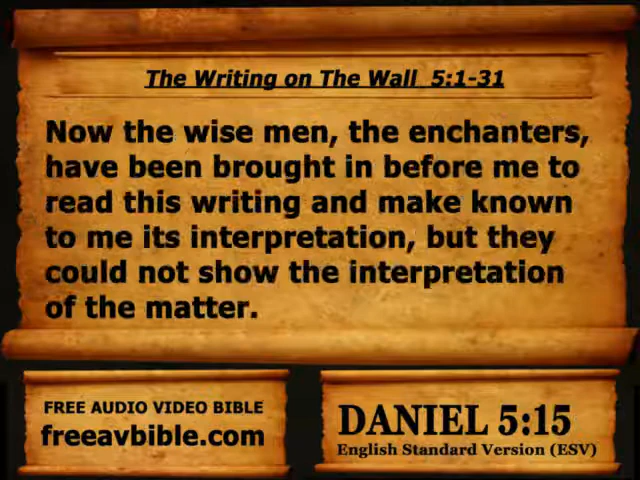 The Writing on The Wall  5:1-31
Now the wise men, the enchanters,
have been brought in before me to
read this writing and make known
to me its interpretation, but they
could not show the interpretation
of the matter.
FREE AUDIO VIDEO BIBLE
freeavbible.com
DANIEL 5:15
English Standard Version (ESV)